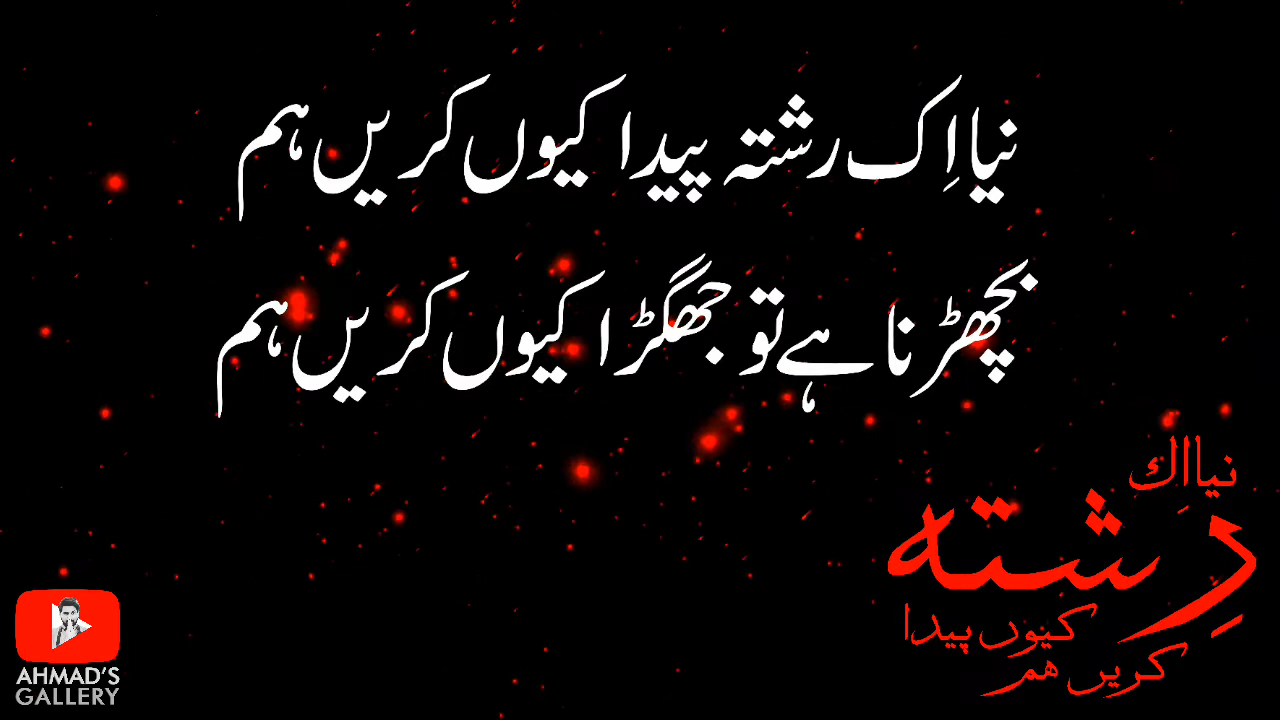 نیا اِک رشتہ پیدا کیوں کریں ہم
بچھڑنا ہے تو جھگڑا کیوں کریں ہم
نیا اِک
رِشتہ
کیوں پیدا
کریں ہم
AHMAD'S
GALLERY